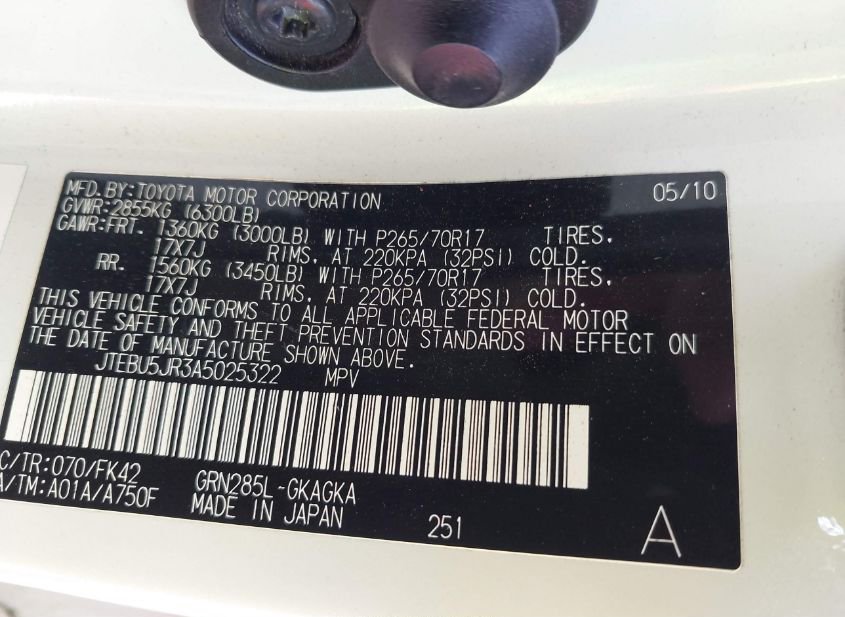 MFD. BY: TOYOTA MOTOR CORPORATION 05/10
GVWR: 2855KG (6300LB)
GAWR: FRT. 1360KG (3000LB) WITH P265/70R17 TIRES,
17X7J RIMS, AT 220KPA (32PSI) COLD.
RR. 1560KG (3450LB) WITH P265/70R17 TIRES,
17X7J RIMS, AT 220KPA (32PSI) COLD.
THIS VEHICLE CONFORMS TO ALL APPLICABLE FEDERAL MOTOR
VEHICLE SAFETY AND THEFT PREVENTION STANDARDS IN EFFECT ON
THE DATE OF MANUFACTURE SHOWN ABOVE.
JTEBU5JR3A5025322 MPV
C/TR: 070/FK42
A/TM: A01A/A750F
GRN285L-GKAGKA
MADE IN JAPAN
251
A